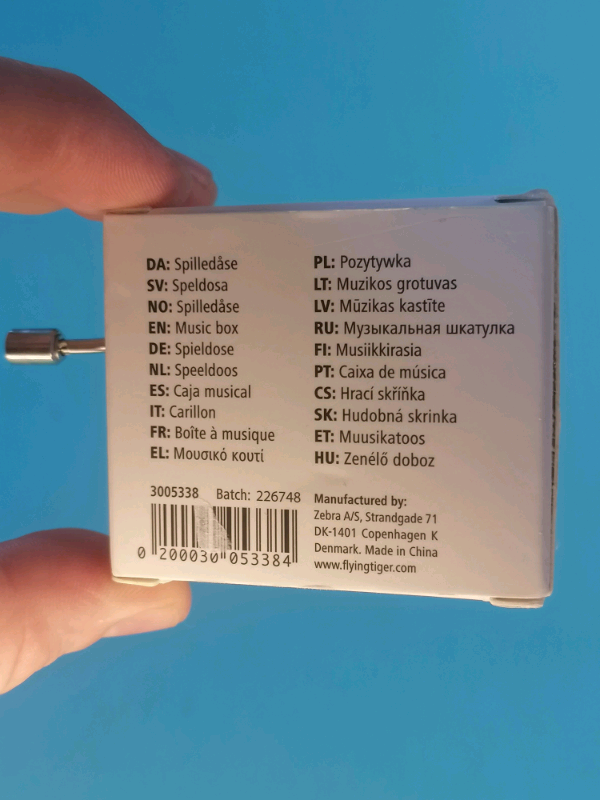 DA: Spilledåse
SV: Speldosa
NO: Spilledåse
EN: Music box
DE: Spieldose
NL: Speeldoos
ES: Caja musical
IT: Carillon
FR: Boîte à musique
EL: Μουσικό κουτί
PL: Pozytywka
LT: Muzikos grotuvas
LV: Mūzikas kastīte
RU: Музыкальная шкатулка
FI: Musiikkirasia
PT: Caixa de música
CS: Hrací skříňka
SK: Hudobná skrinka
ET: Muusikatoos
HU: Zenélő doboz
3005338 Batch: 226748
0 200030 053384
Manufactured by:
Zebra A/S, Strandgade 71
DK-1401 Copenhagen K
Denmark. Made in China
www.flyingtiger.com